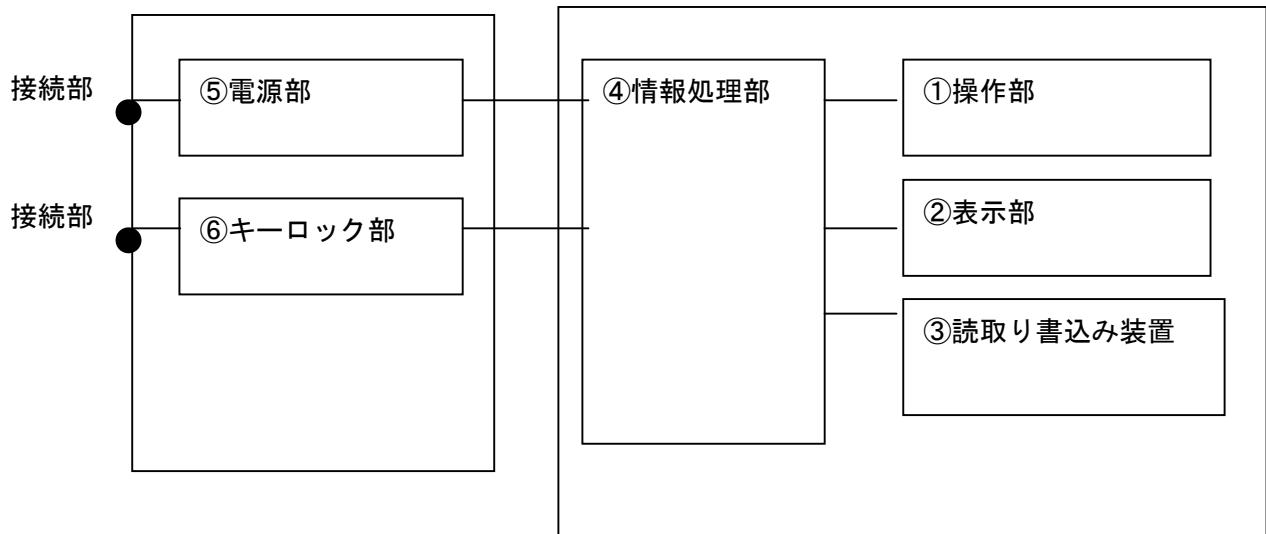 接続部
⑤電源部
④情報処理部
①操作部
接続部
⑥キーロック部
②表示部
③読取り書込み装置